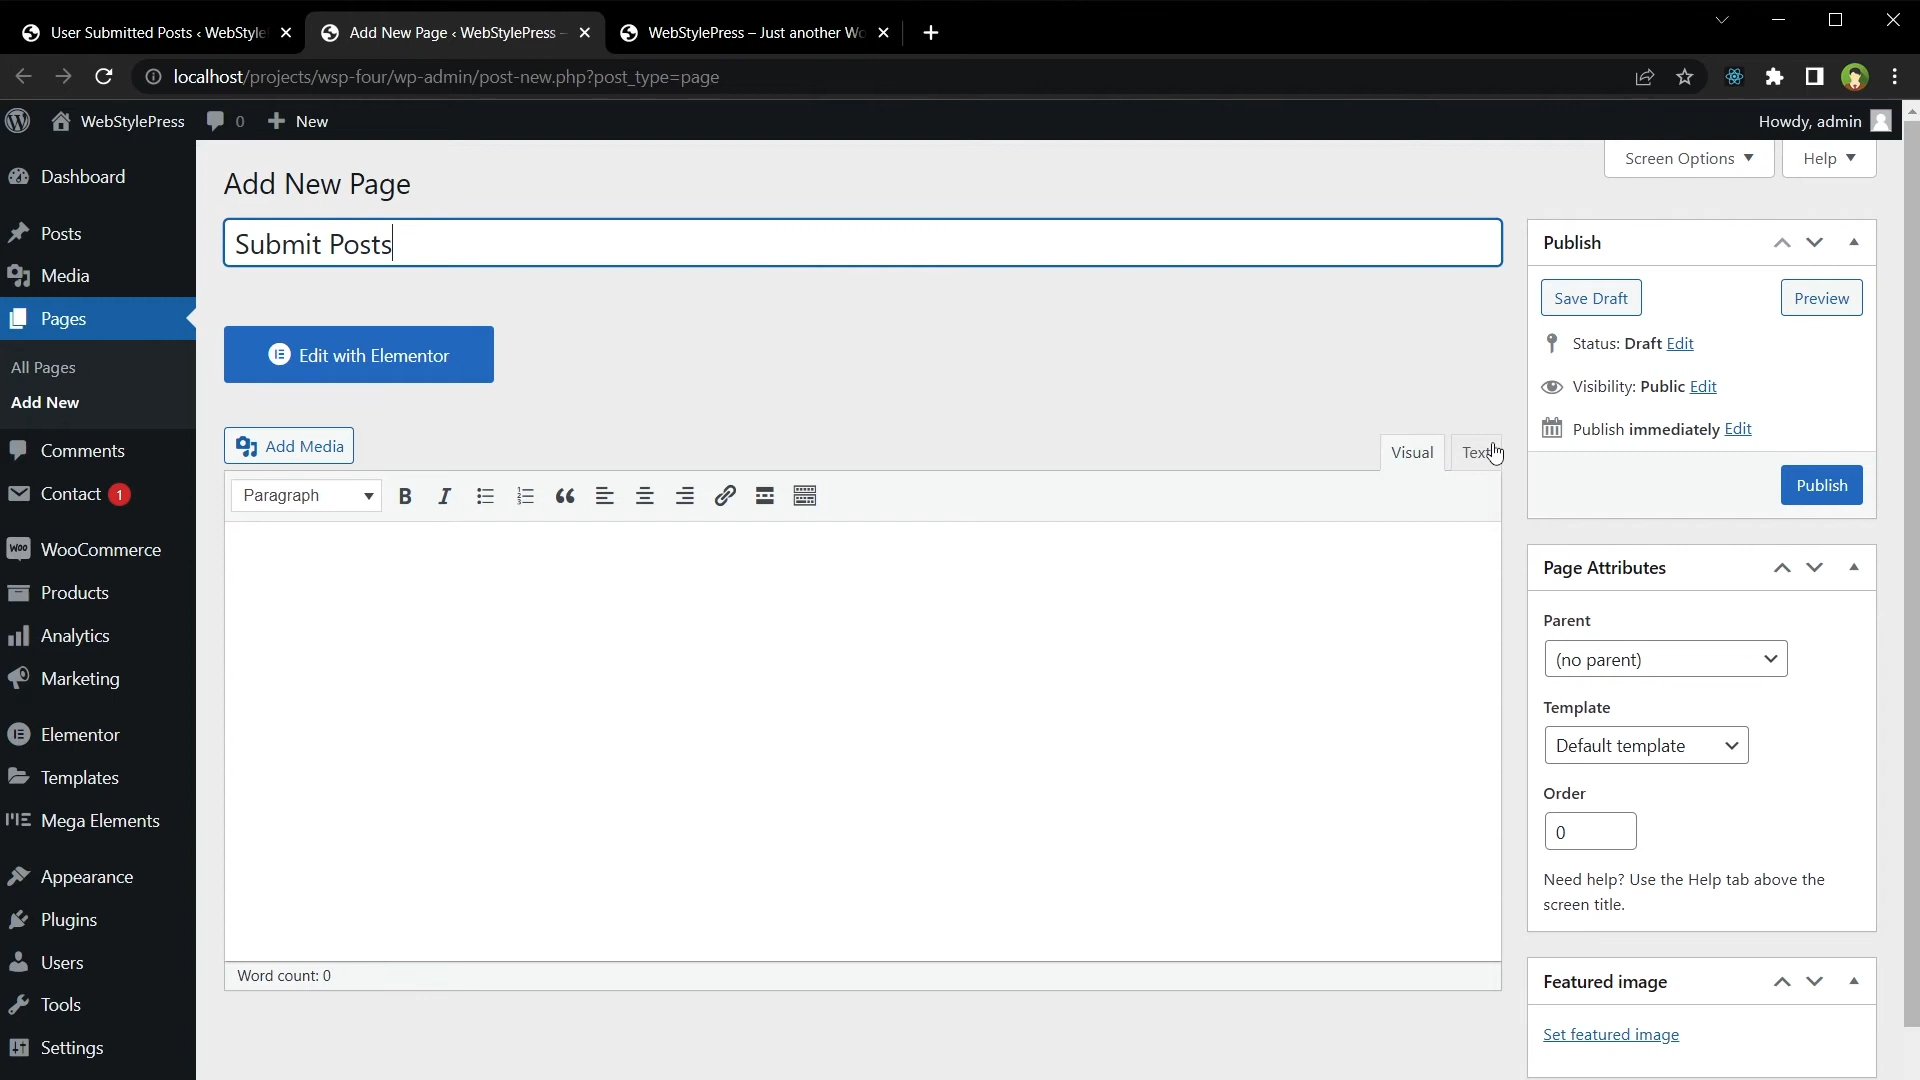 User Submitted Posts ‹ WebStyle
Add New Page ‹ WebStylePress –
WebStylePress – Just another Wo
localhost/projects/wsp-four/wp-admin/post-new.php?post_type=page
WebStylePress
0
New
Howdy, admin
Dashboard
Posts
Media
Pages
All Pages
Add New
Comments
Contact 1
WooCommerce
Products
Analytics
Marketing
Elementor
Templates
Mega Elements
Appearance
Plugins
Users
Tools
Settings
Screen Options
Help
Add New Page
Submit Posts
Edit with Elementor
Add Media
Visual
Text
Paragraph
B
I
Word count: 0
Publish
Save Draft
Preview
Status: Draft Edit
Visibility: Public Edit
Publish immediately Edit
Publish
Page Attributes
Parent
(no parent)
Template
Default template
Order
0
Need help? Use the Help tab above the
screen title.
Featured image
Set featured image